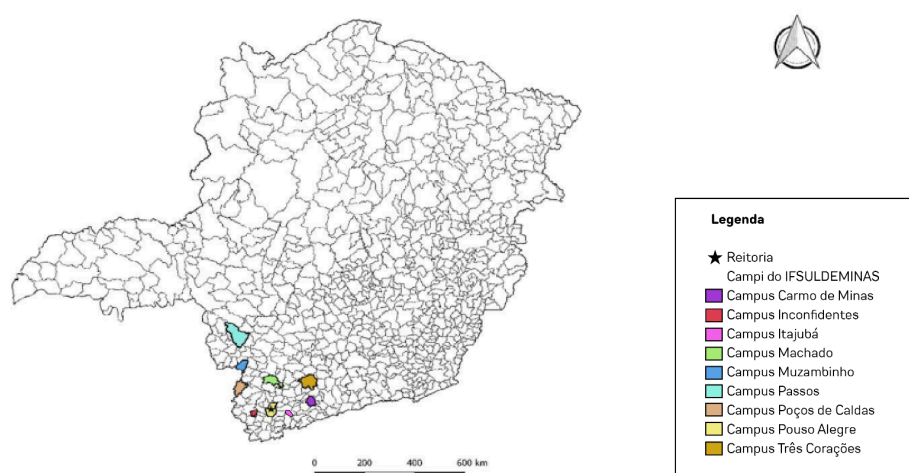 Legenda
Reitoria
Campi do IFSULDEMINAS
Campus Carmo de Minas
Campus Inconfidentes
Campus Itajubá
Campus Machado
Campus Muzambinho
Campus Passos
Campus Poços de Caldas
Campus Pouso Alegre
Campus Três Corações
0 200 400 600 km